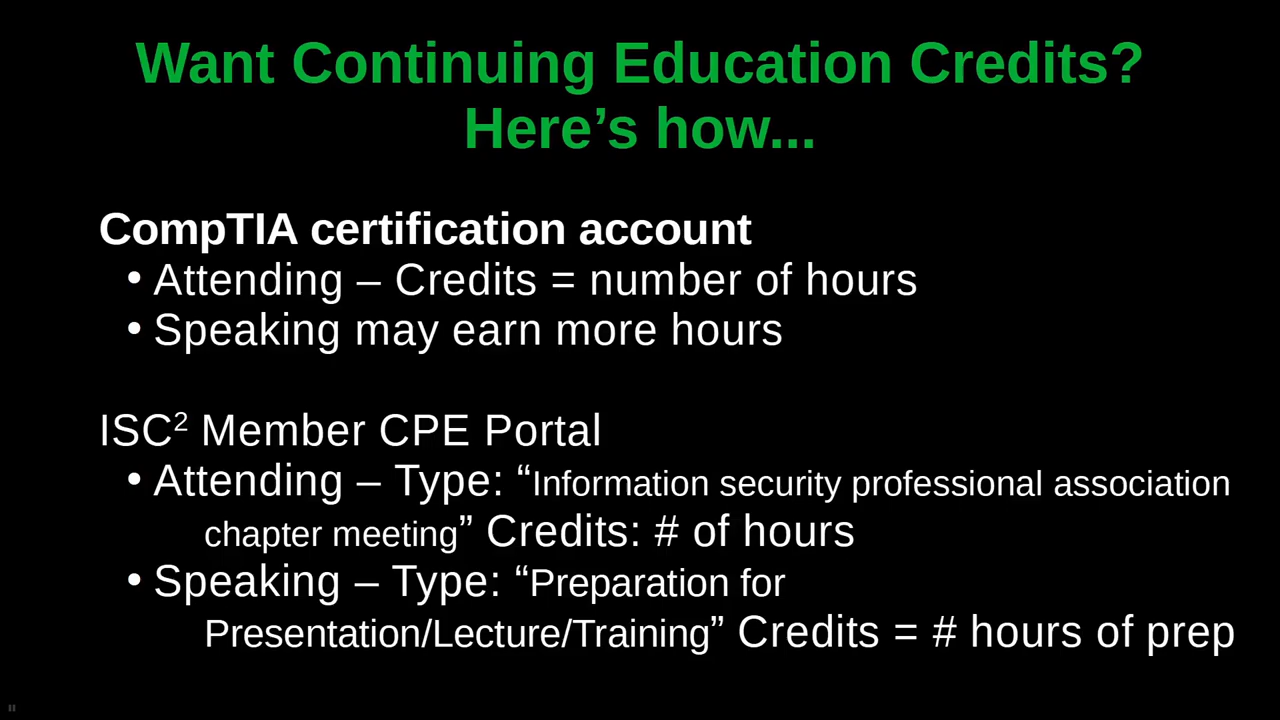 Want Continuing Education Credits?
Here’s how...
CompTIA certification account
• Attending – Credits = number of hours
• Speaking may earn more hours
ISC² Member CPE Portal
• Attending – Type: “Information security professional association
chapter meeting” Credits: # of hours
• Speaking – Type: “Preparation for
Presentation/Lecture/Training” Credits = # hours of prep